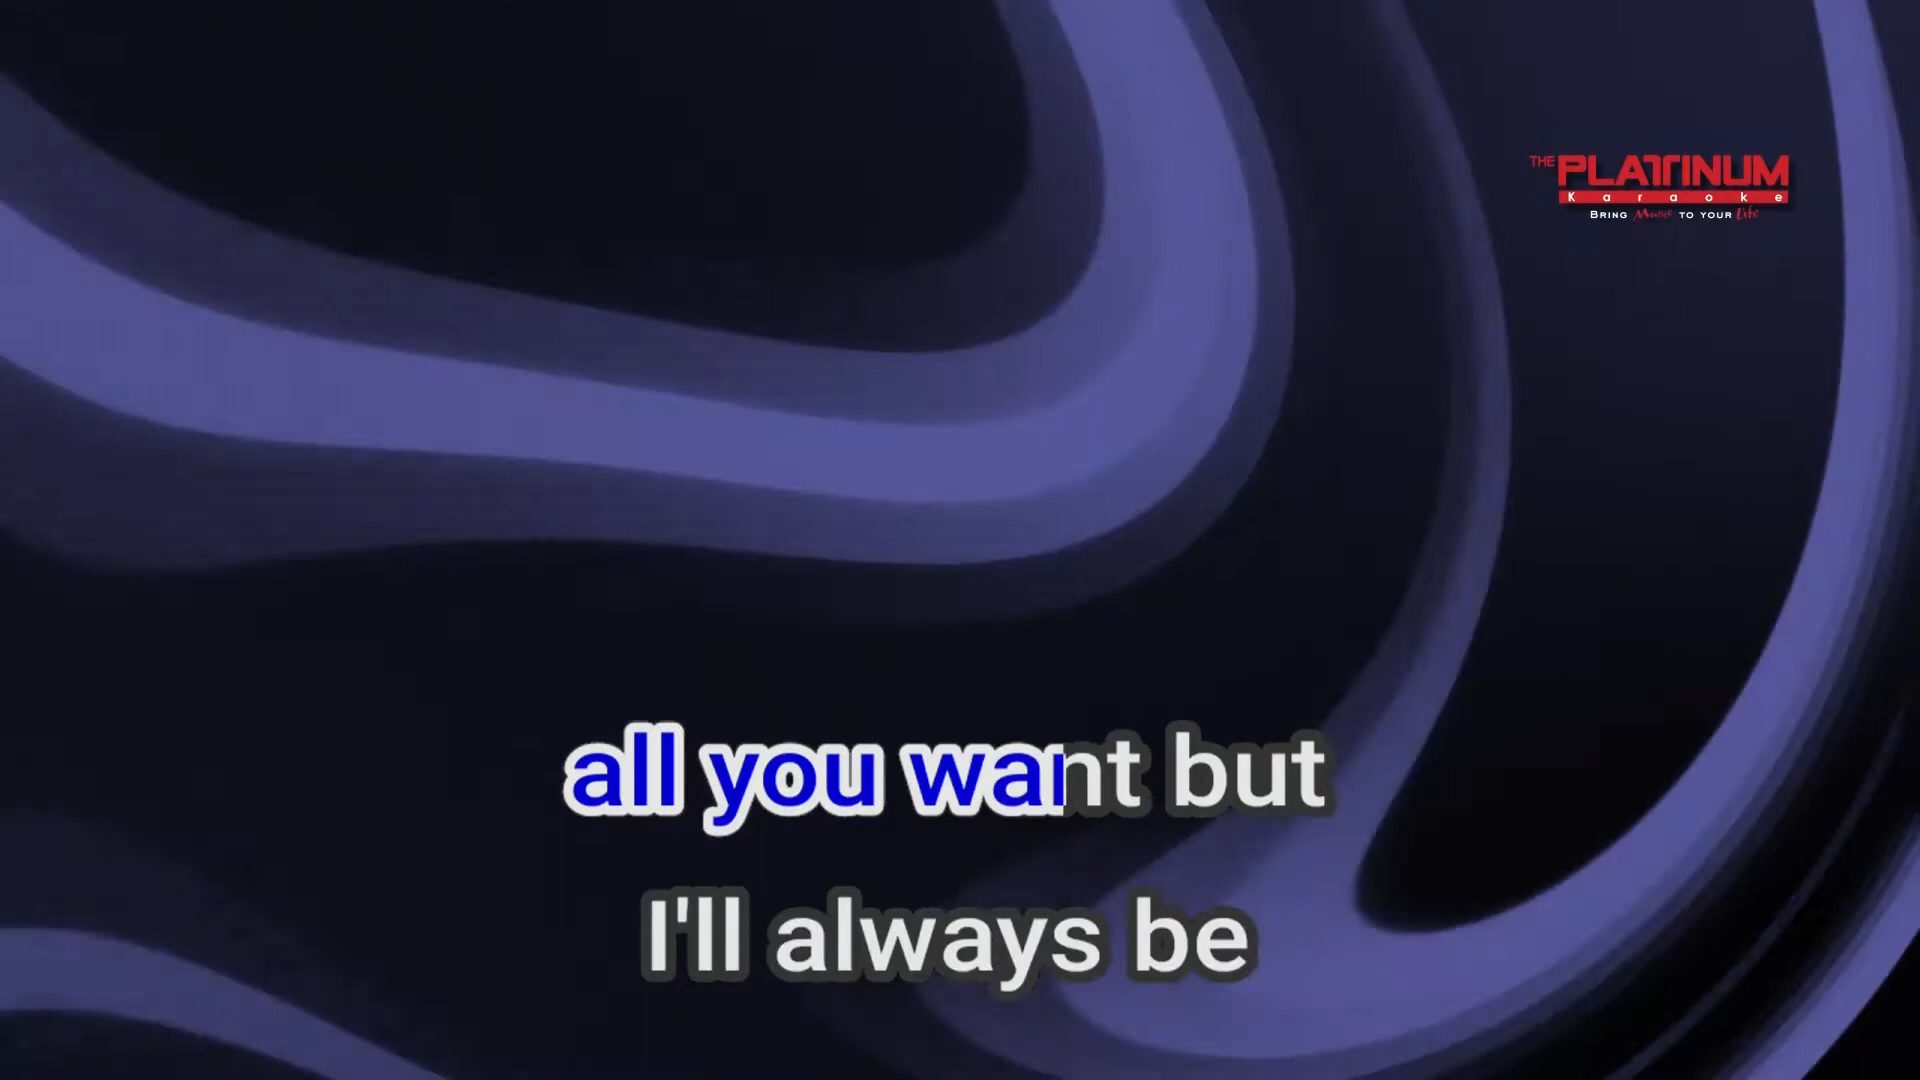 THE PLATINUM
Karaoke
BRING Music TO YOUR Life
all you want but
I'll always be